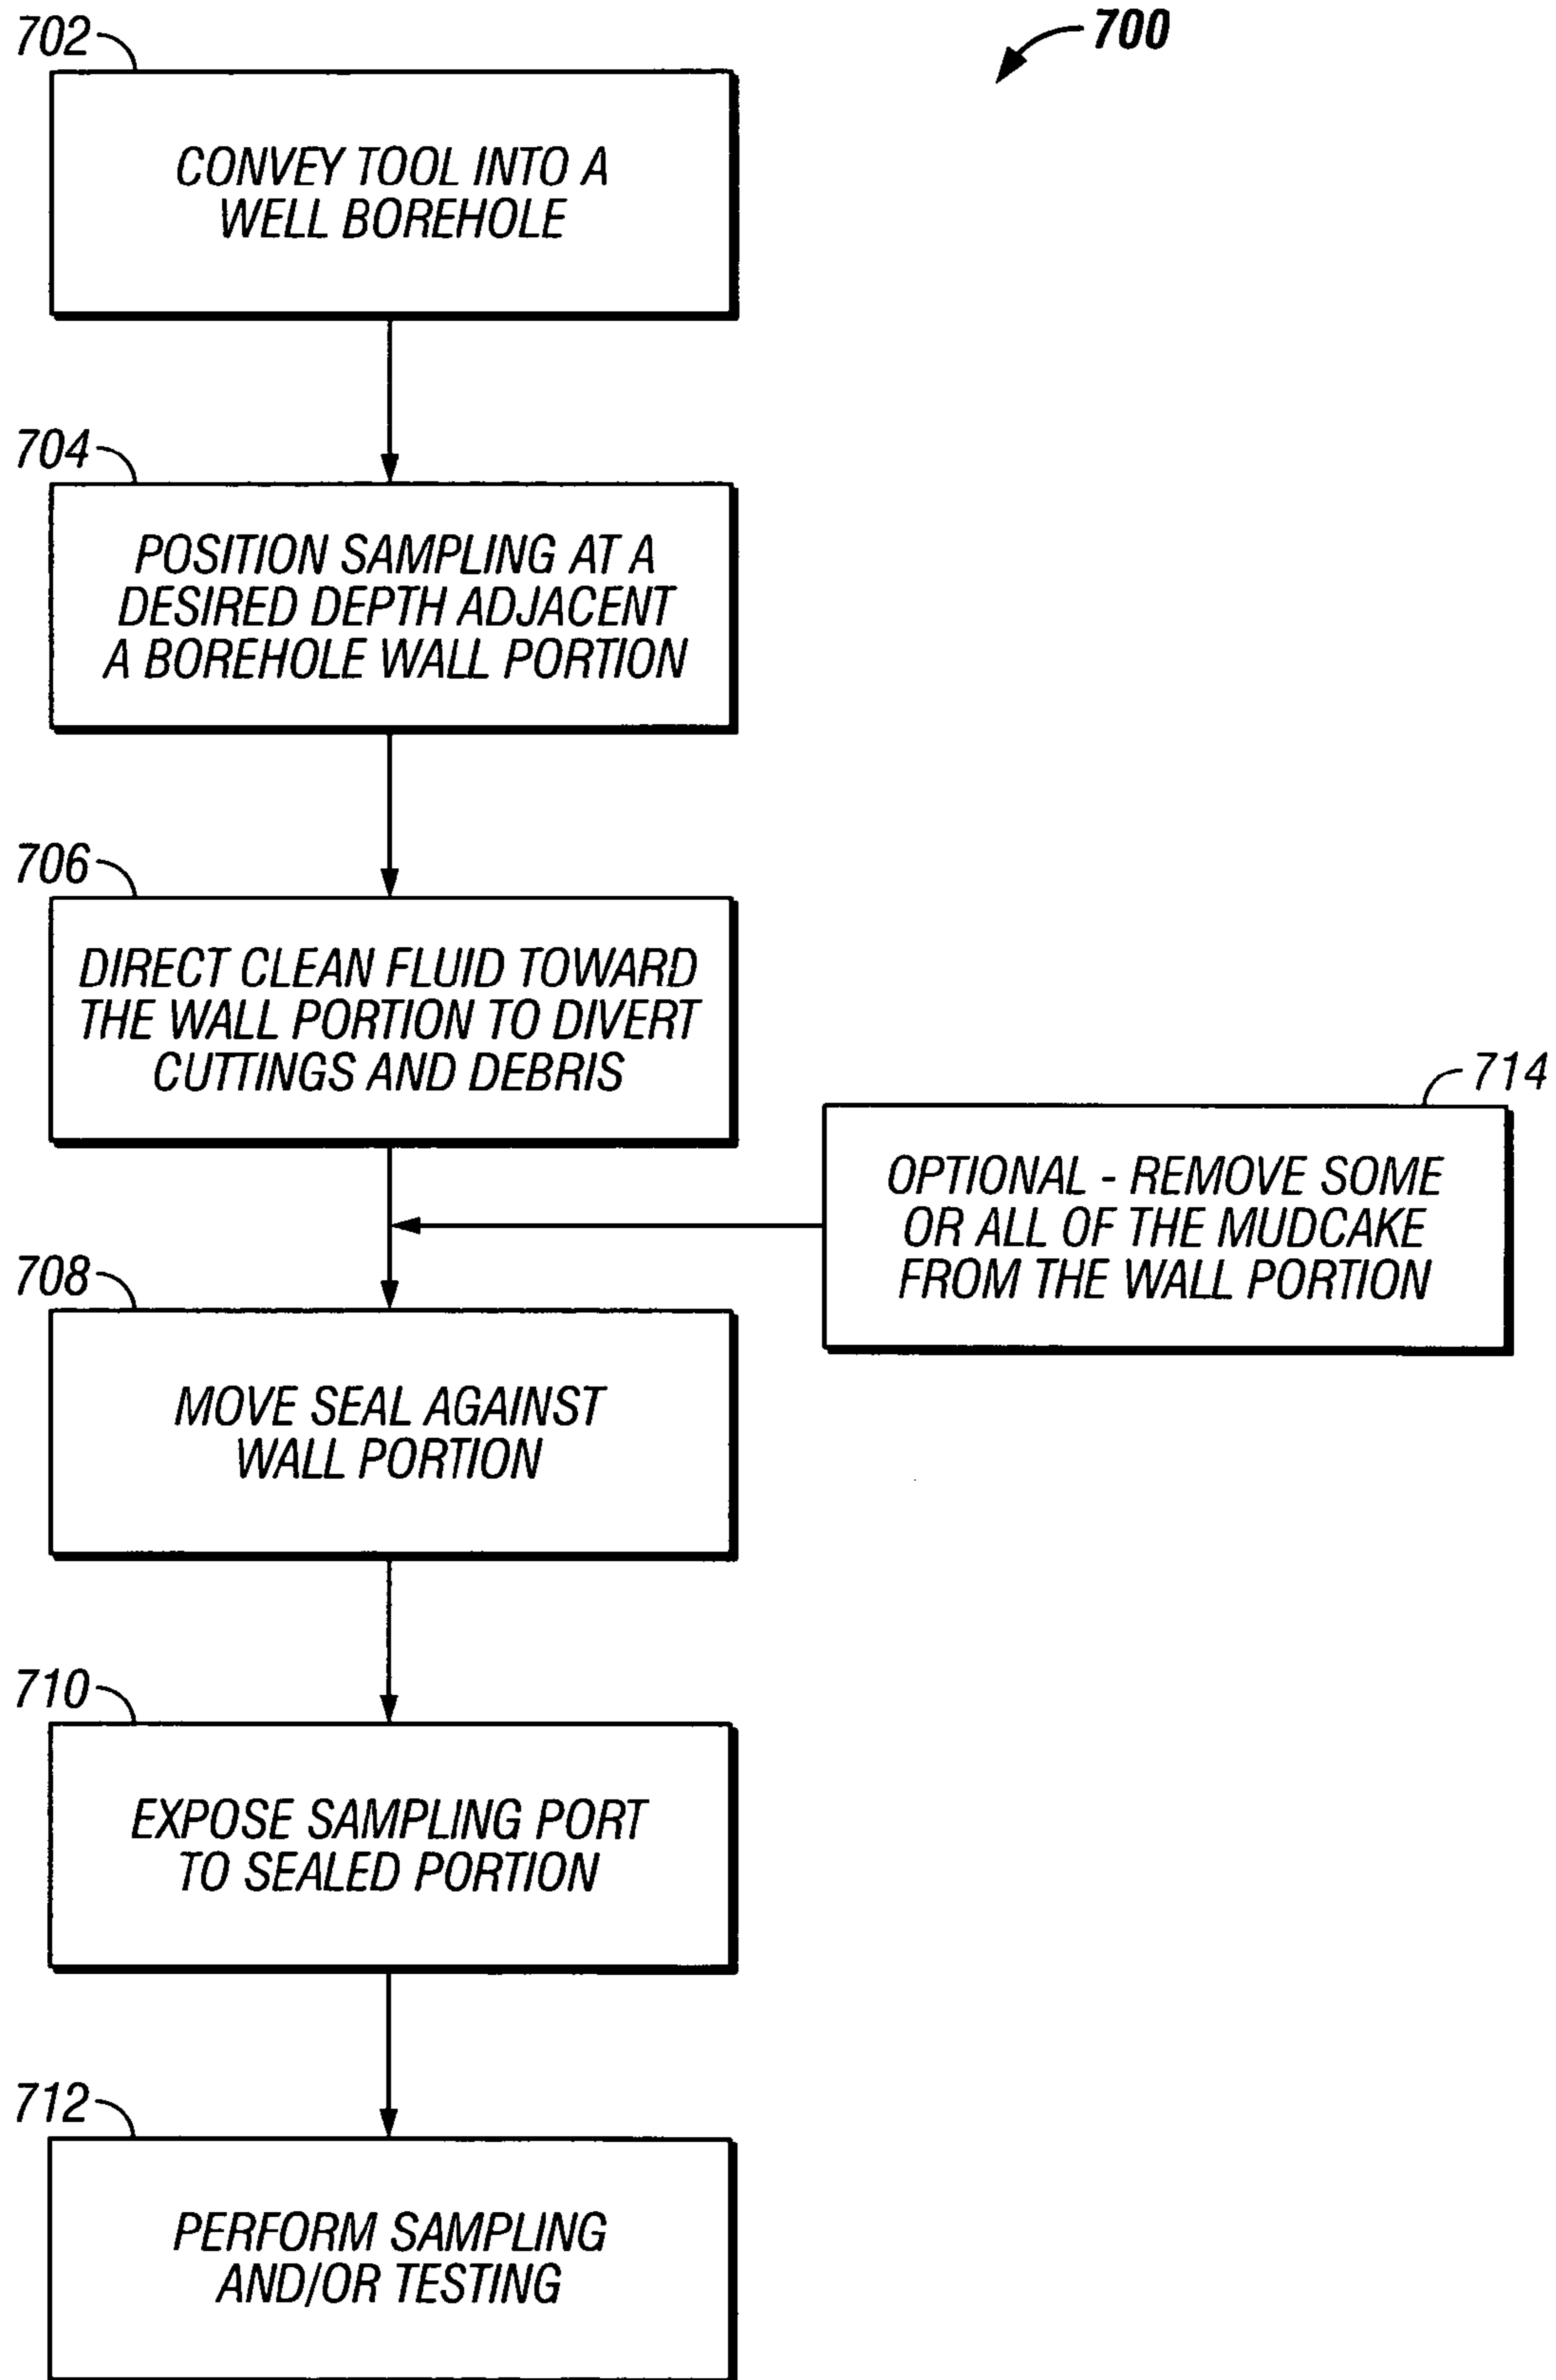 700
702
CONVEY TOOL INTO A
WELL BOREHOLE
704
POSITION SAMPLING AT A
DESIRED DEPTH ADJACENT
A BOREHOLE WALL PORTION
706
DIRECT CLEAN FLUID TOWARD
THE WALL PORTION TO DIVERT
CUTTINGS AND DEBRIS
714
OPTIONAL - REMOVE SOME
OR ALL OF THE MUDCAKE
FROM THE WALL PORTION
708
MOVE SEAL AGAINST
WALL PORTION
710
EXPOSE SAMPLING PORT
TO SEALED PORTION
712
PERFORM SAMPLING
AND/OR TESTING